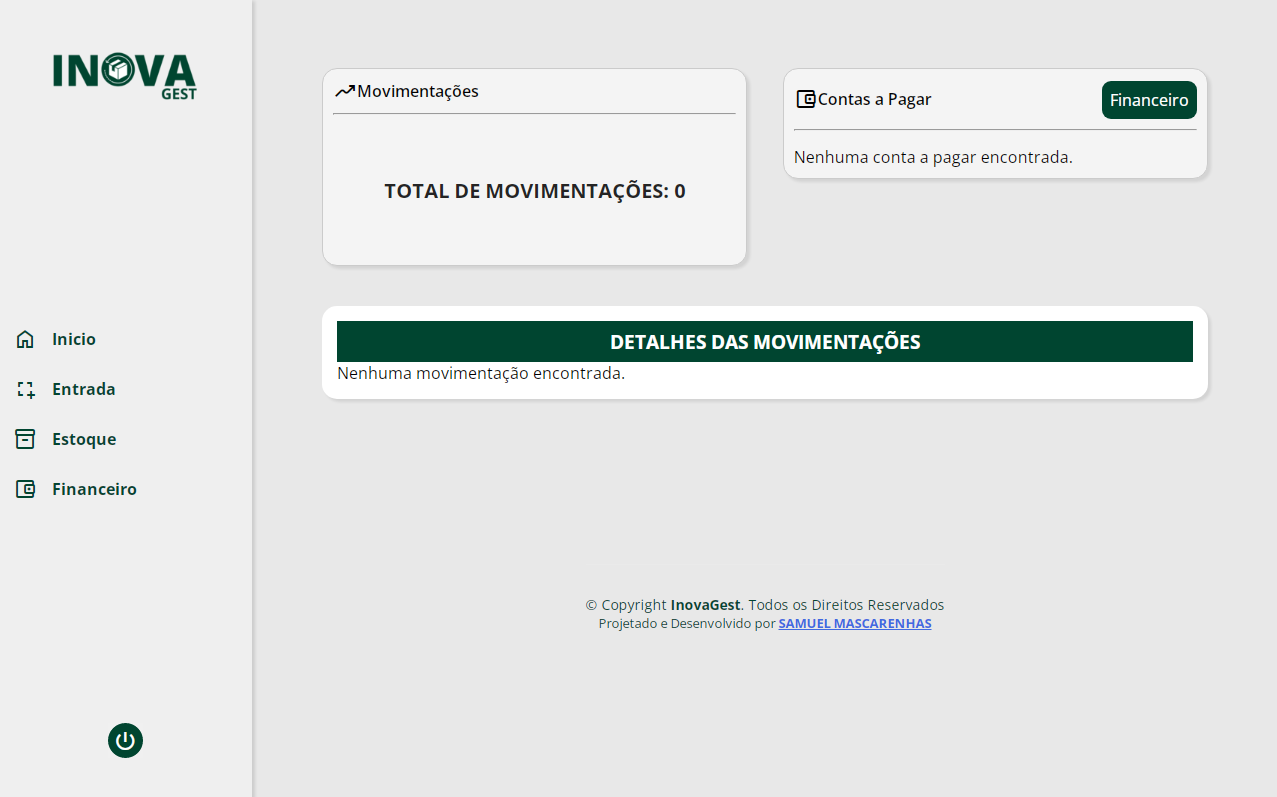 INOVA
GEST
Inicio
Entrada
Estoque
Financeiro
Movimentações
TOTAL DE MOVIMENTAÇÕES: 0
Contas a Pagar
Financeiro
Nenhuma conta a pagar encontrada.
DETALHES DAS MOVIMENTAÇÕES
Nenhuma movimentação encontrada.
© Copyright InovaGest. Todos os Direitos Reservados
Projetado e Desenvolvido por SAMUEL MASCARENHAS